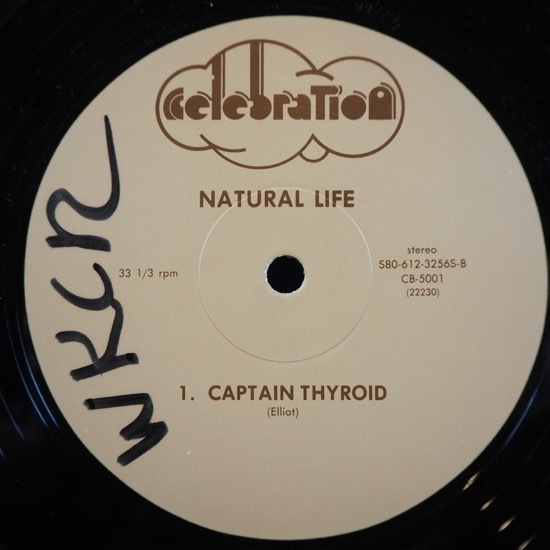 celebration
NATURAL LIFE
WKCR
33 1/3 rpm
stereo
S80-612-3256S-B
CB-5001
(22230)
1. CAPTAIN THYROID
(Elliot)